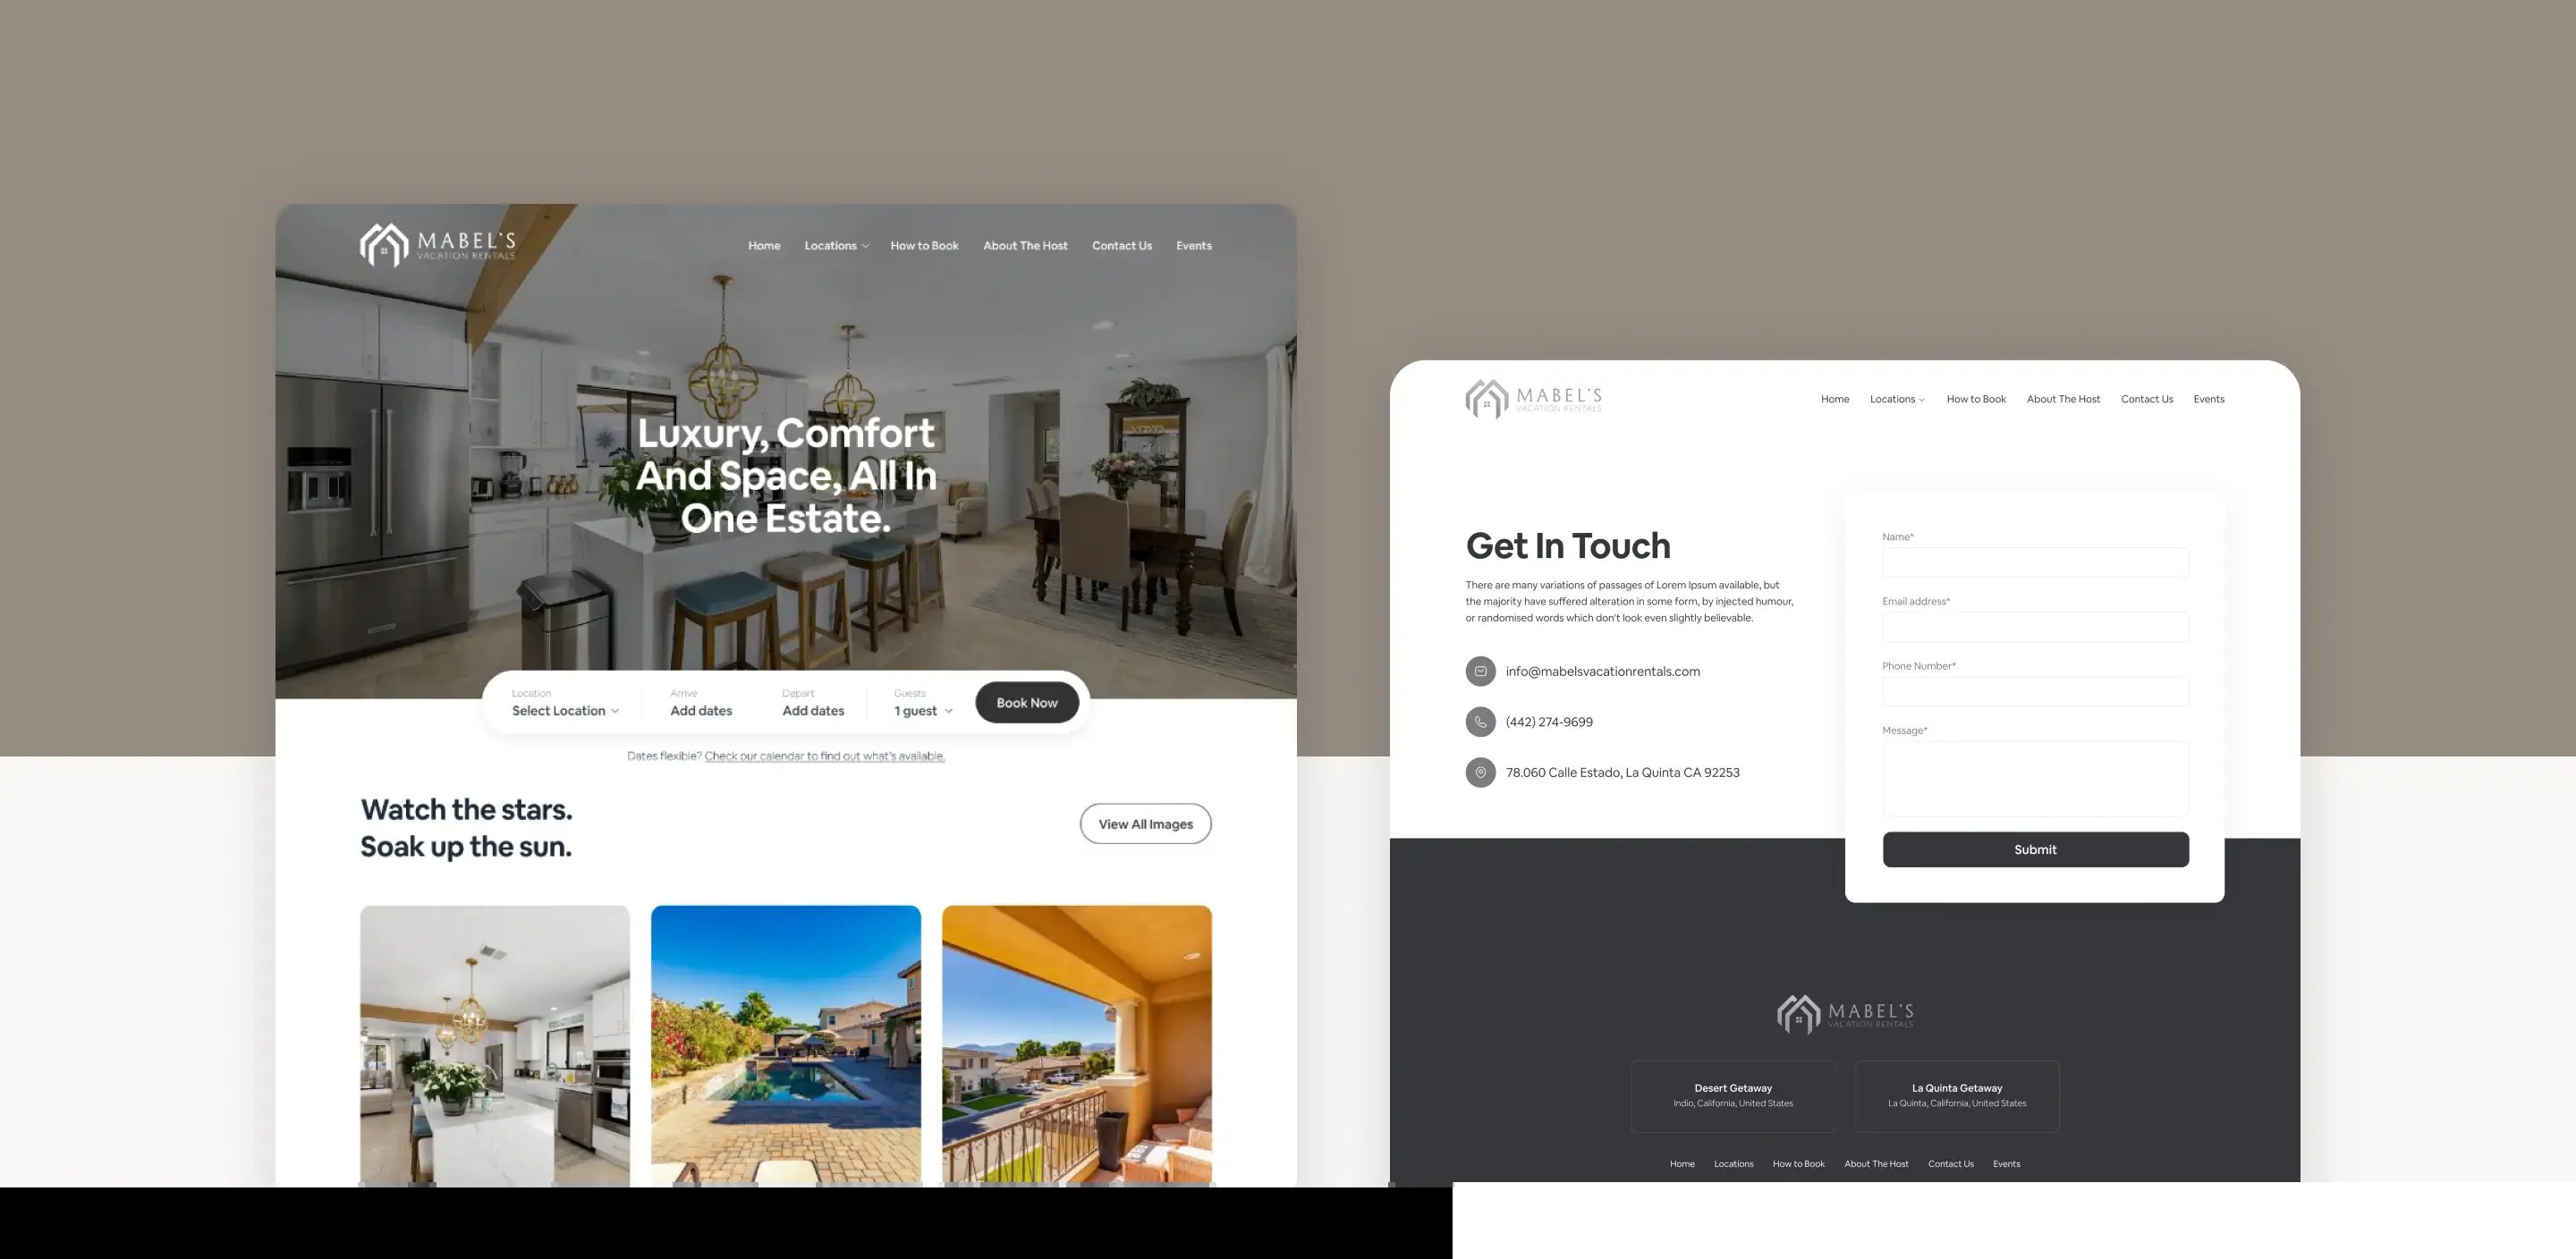 MABEL'S
VACATION RENTALS
Home Locations How to Book About The Host Contact Us Events
Luxury, Comfort
And Space, All In
One Estate.
Location Arrive Depart Guests
Select Location Add dates Add dates 1 guest Book Now
Dates flexible? Check our calendar to find out what's available.
Watch the stars.
Soak up the sun.
View All Images
MABEL'S
VACATION RENTALS
Home Locations How to Book About The Host Contact Us Events
Get In Touch
There are many variations of passages of Lorem Ipsum available, but
the majority have suffered alteration in some form, by injected humour,
or randomised words which don't look even slightly believable.
info@mabelsvacationrentals.com
(442) 274-9699
78.060 Calle Estado, La Quinta CA 92253
Name*
Email address*
Phone Number*
Message*
Submit
MABEL'S
VACATION RENTALS
Desert Getaway
Indio, California, United States
La Quinta Getaway
La Quinta, California, United States
Home Locations How to Book About The Host Contact Us Events